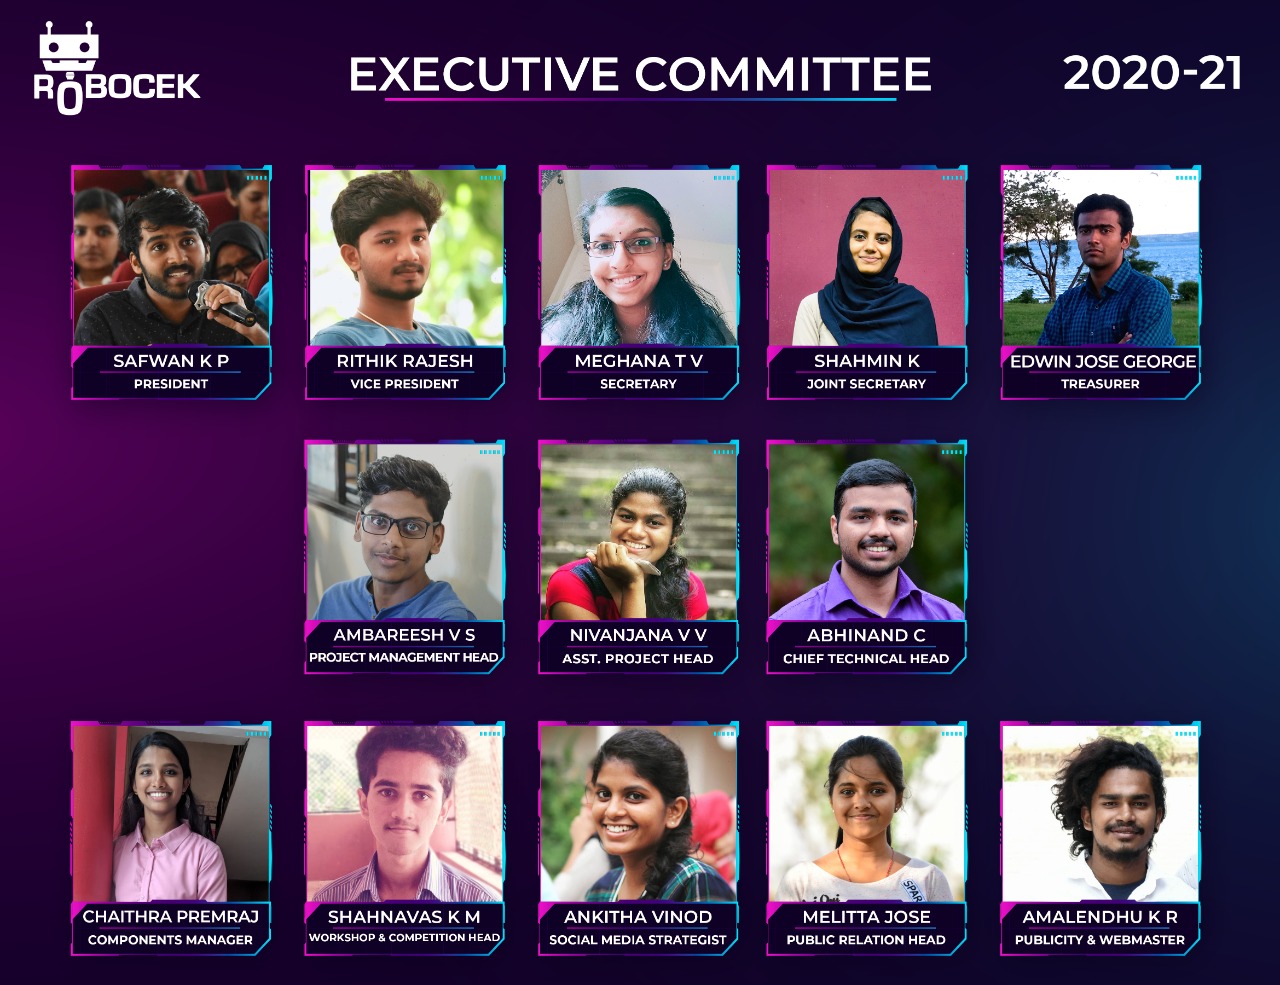 ROBOCEK
EXECUTIVE COMMITTEE
2020-21
SAFWAN K P
PRESIDENT
RITHIK RAJESH
VICE PRESIDENT
MEGHANA T V
SECRETARY
SHAHMIN K
JOINT SECRETARY
EDWIN JOSE GEORGE
TREASURER
AMBAREESH V S
PROJECT MANAGEMENT HEAD
NIVANJANA V V
ASST. PROJECT HEAD
ABHINAND C
CHIEF TECHNICAL HEAD
CHAITHRA PREMRAJ
COMPONENTS MANAGER
SHAHNAVAS K M
WORKSHOP & COMPETITION HEAD
ANKITHA VINOD
SOCIAL MEDIA STRATEGIST
SPAR
MELITTA JOSE
PUBLIC RELATION HEAD
AMALENDHU K R
PUBLICITY & WEBMASTER